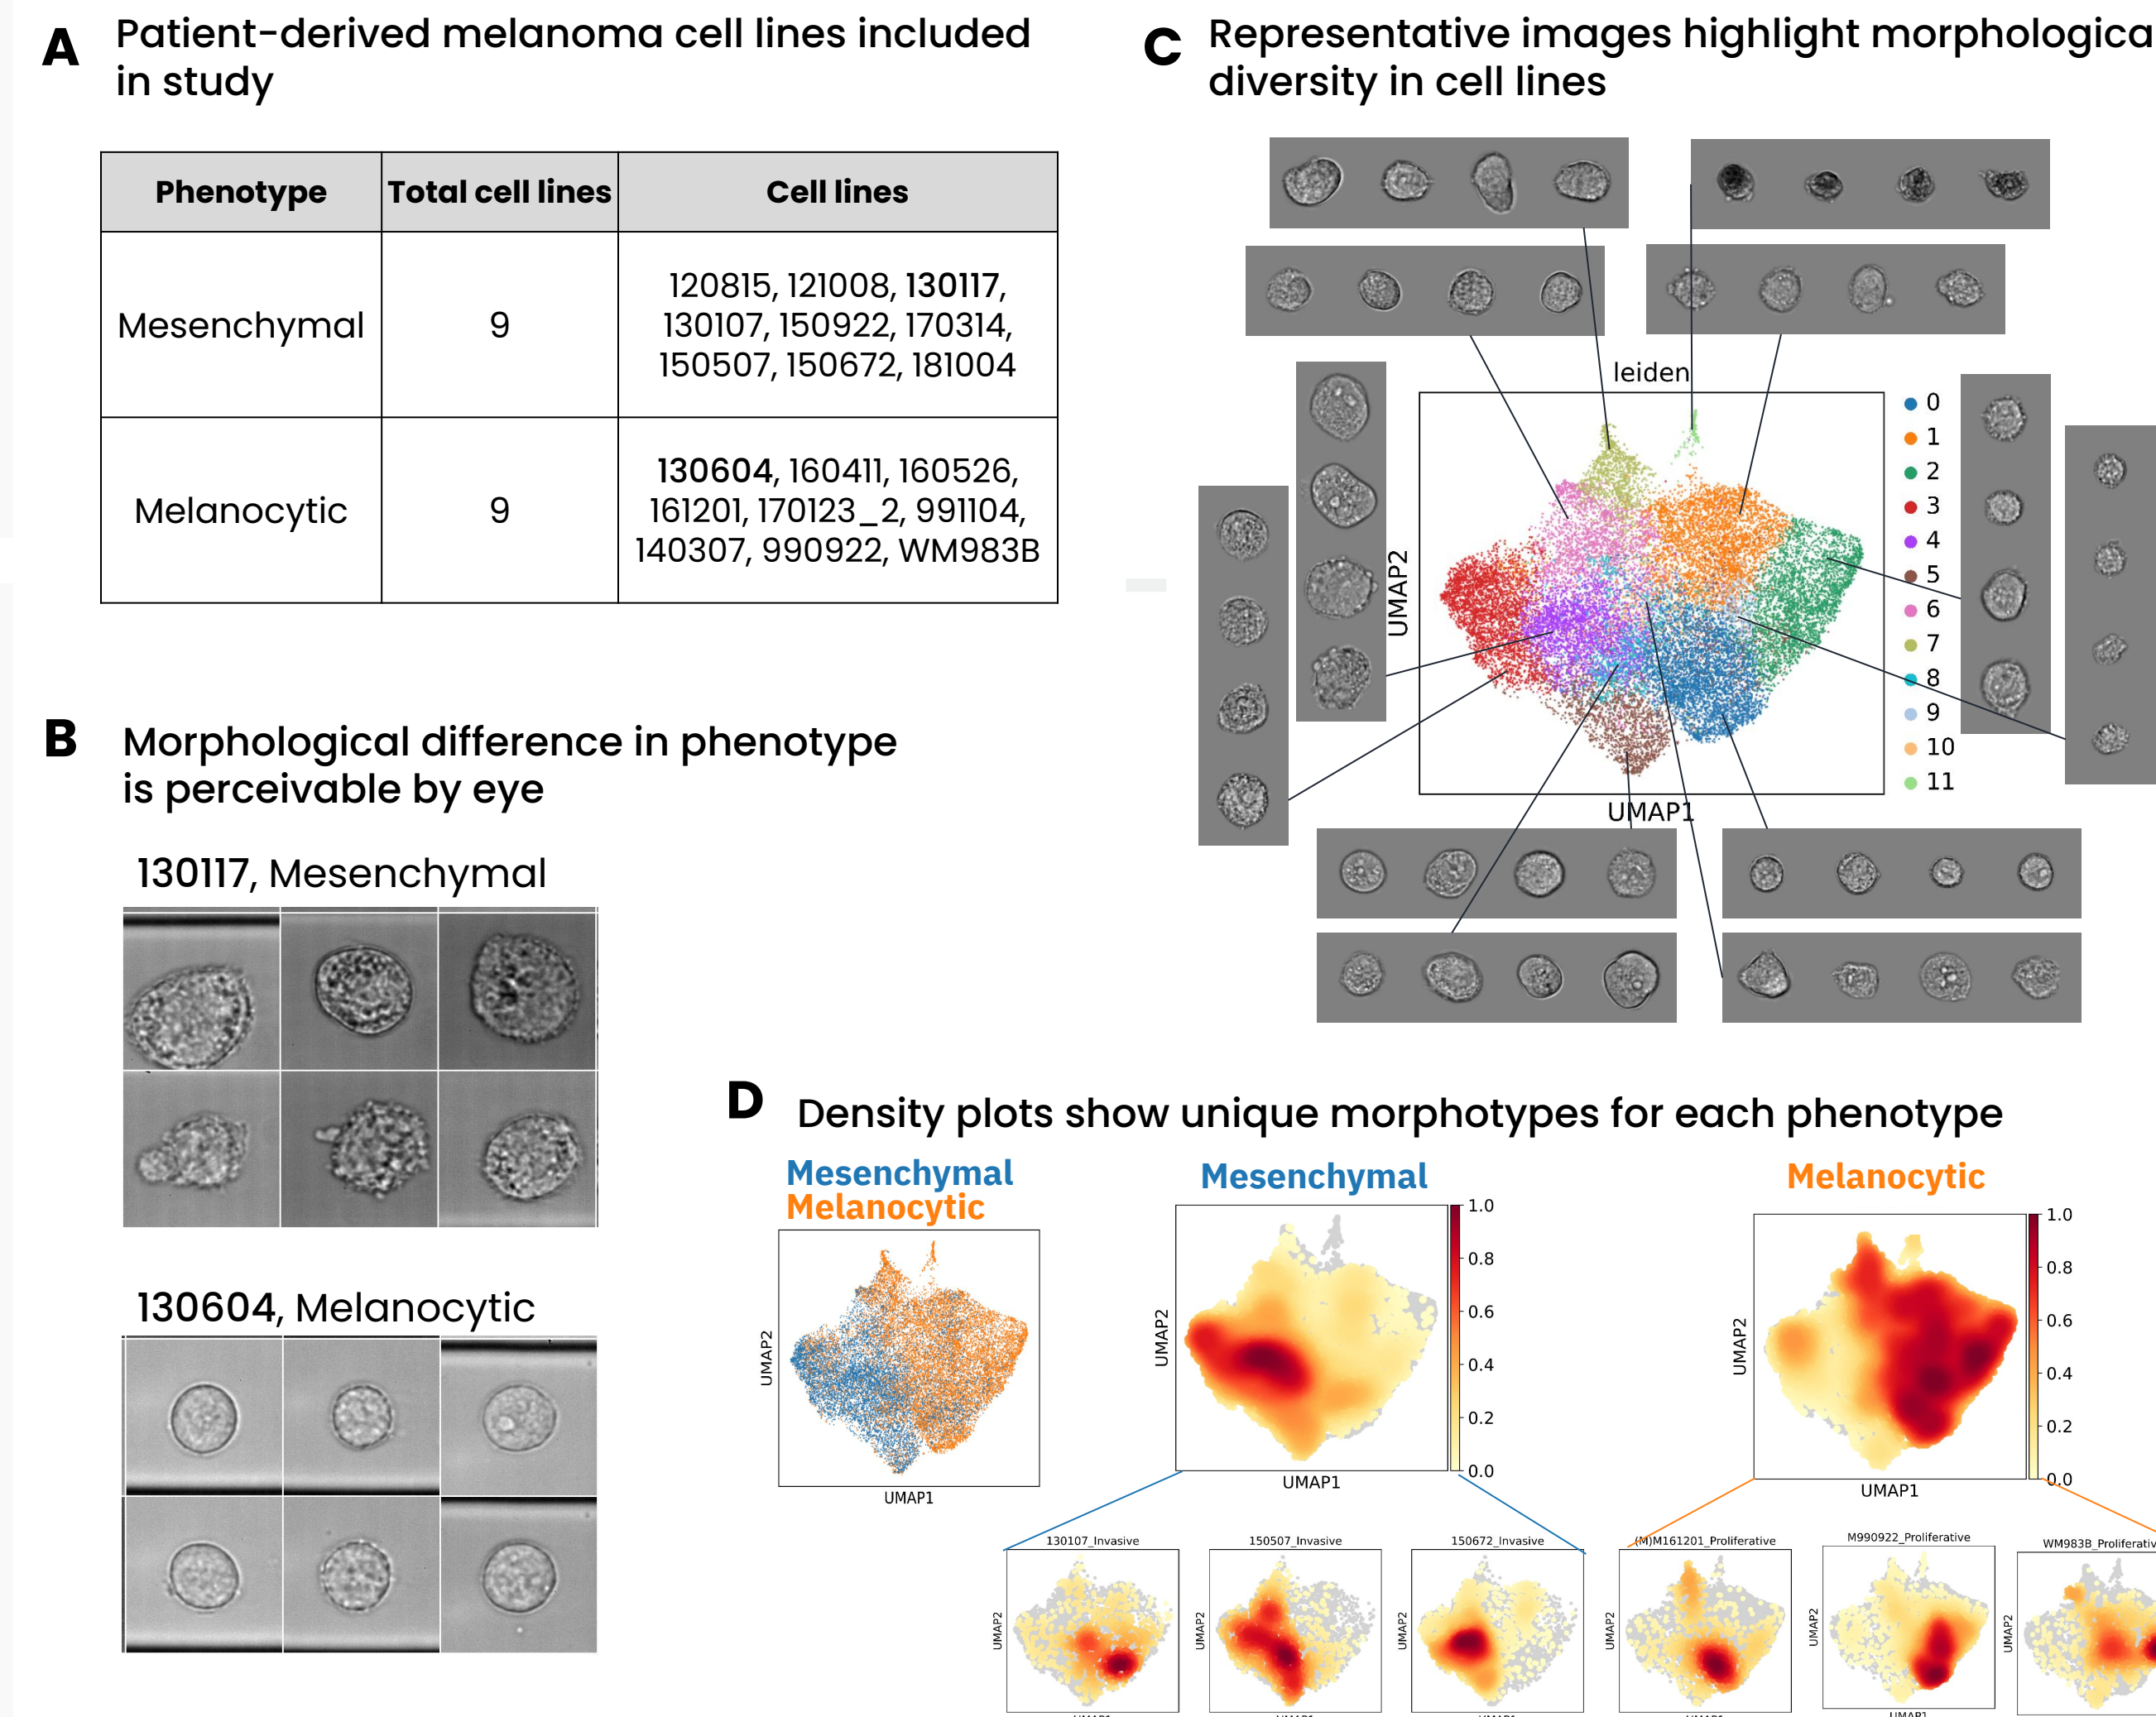 A
Patient-derived melanoma cell lines included
in study
Phenotype
Total cell lines
Cell lines
Mesenchymal
9
120815, 121008, 130117,
130107, 150922, 170314,
150507, 150672, 181004
Melanocytic
9
130604, 160411, 160526,
161201, 170123_2, 991104,
140307, 990922, WM983B
B
Morphological difference in phenotype
is perceivable by eye
130117, Mesenchymal
130604, Melanocytic
C
Representative images highlight morphologica
diversity in cell lines
leiden
UMAP2
UMAP1
0
1
2
3
4
5
6
7
8
9
10
11
D
Density plots show unique morphotypes for each phenotype
Mesenchymal
Melanocytic
UMAP2
UMAP1
Mesenchymal
UMAP2
UMAP1
1.0
0.8
0.6
0.4
0.2
0.0
Melanocytic
UMAP2
UMAP1
1.0
0.8
0.6
0.4
0.2
0.0
130107_Invasive
UMAP2
UMAP1
150507_Invasive
UMAP2
UMAP1
150672_Invasive
UMAP2
UMAP1
(M)M161201_Proliferative
UMAP2
UMAP1
M990922_Proliferative
UMAP2
UMAP1
WM983B_Proliferativ
UMAP2